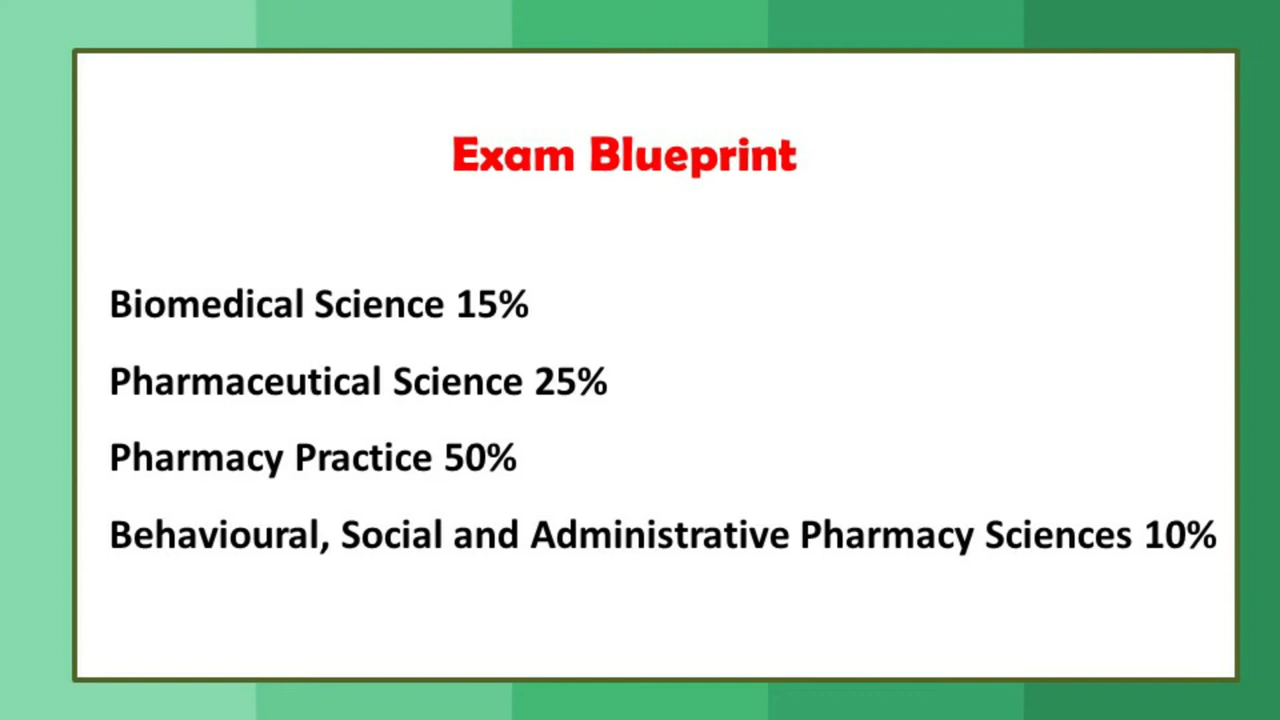 Exam Blueprint
Biomedical Science 15%
Pharmaceutical Science 25%
Pharmacy Practice 50%
Behavioural, Social and Administrative Pharmacy Sciences 10%